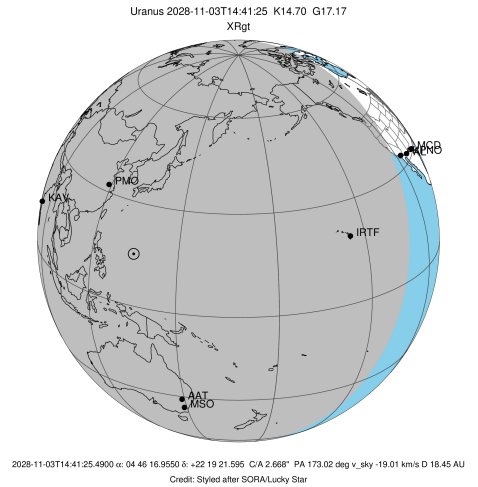 Uranus 2028-11-03T14:41:25 K14.70 G17.17
XRgt
MCD
KPNO
PMO
KAV
IRTF
AAT
MSO
2028-11-03T14:41:25.4900 α: 04 46 16.9550 δ: +22 19 21.595 C/A 2.668" PA 173.02 deg v_sky -19.01 km/s D 18.45 AU
Credit: Styled after SORA/Lucky Star